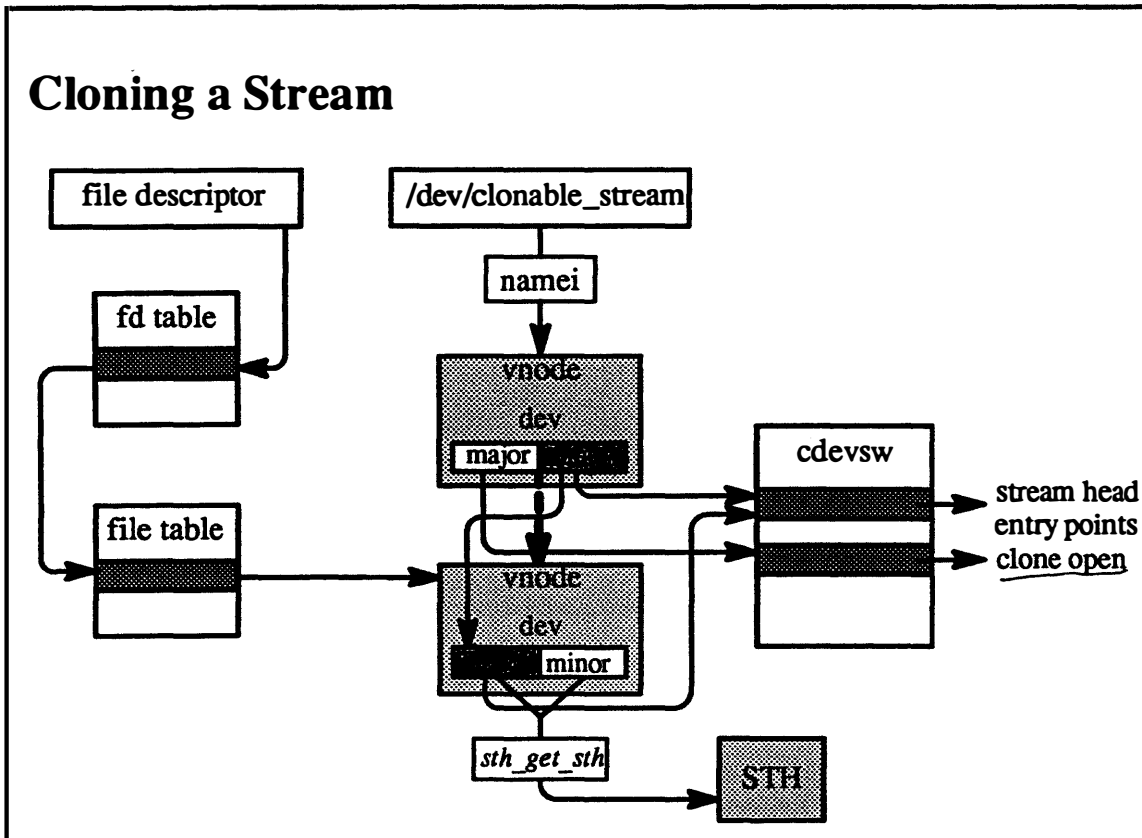 Cloning a Stream
file descriptor
/dev/clonable_stream
namei
fd table
vnode
dev
major
cdevsw
stream head
entry points
clone open
file table
vnode
dev
minor
sth_get_sth
STH